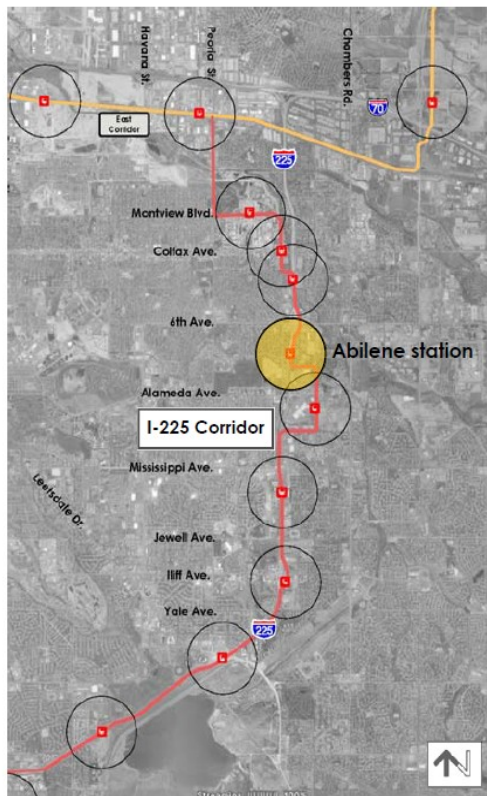 Havana St.
Peoria St.
Chambers Rd.
70
East
Corridor
225
Montview Blvd.
Colfax Ave.
6th Ave.
Abilene station
Alameda Ave.
I-225 Corridor
Mississippi Ave.
Leetsdale Dr.
Jewell Ave.
Iliff Ave.
Yale Ave.
225
N